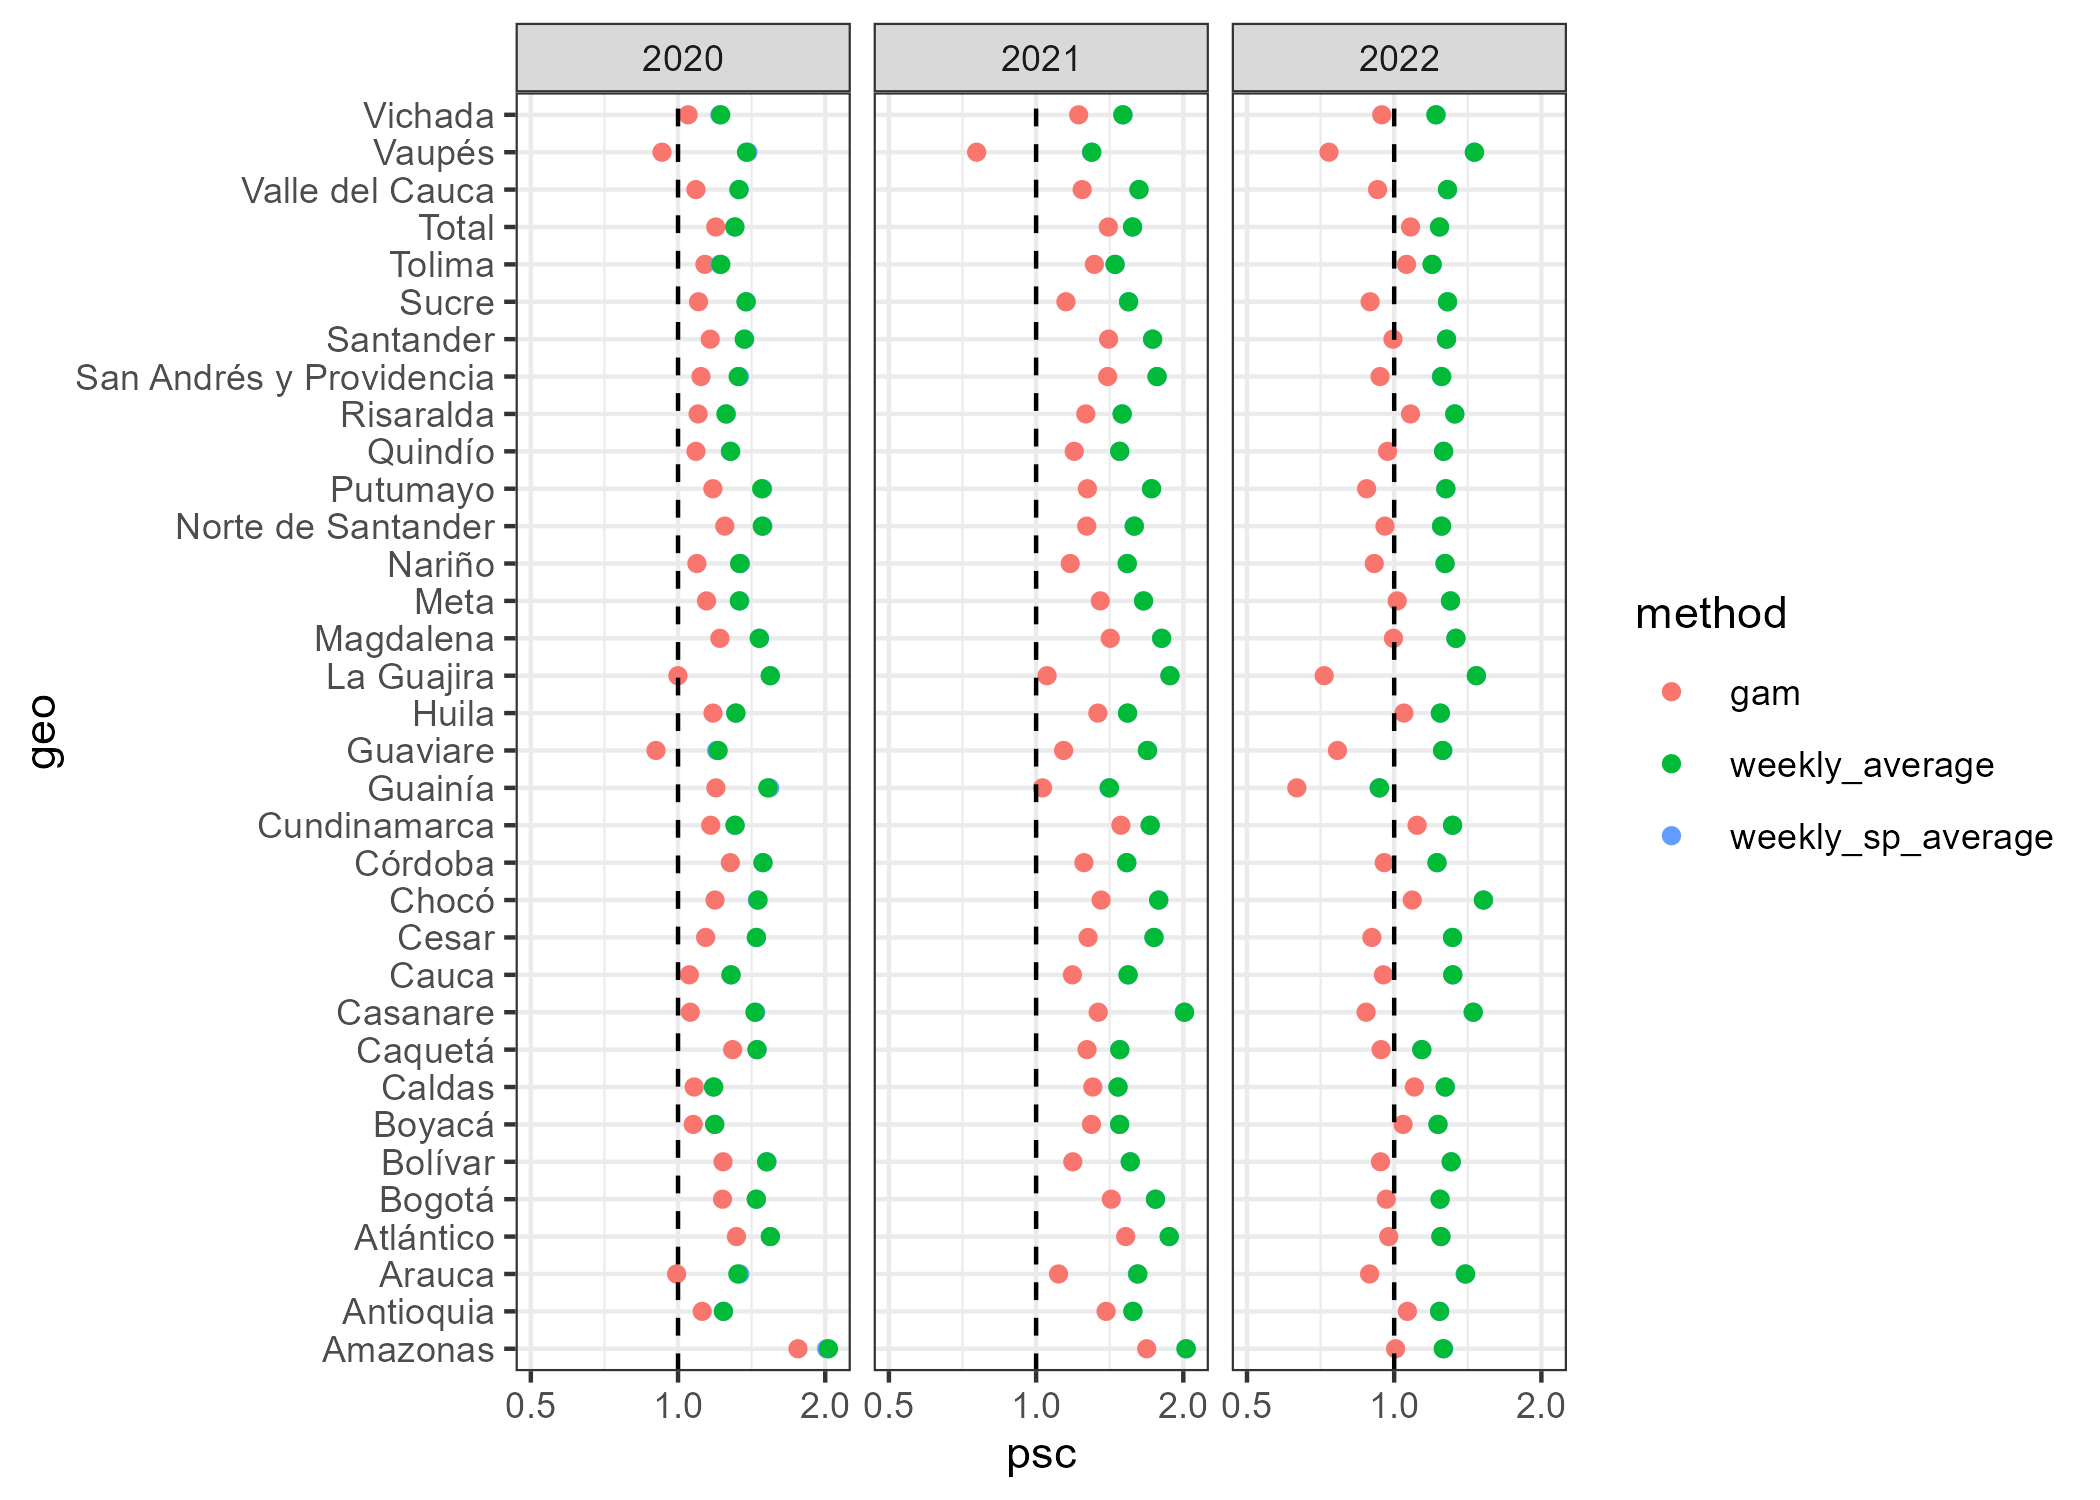 2020 2021 2022
Vichada
Vaupés
Valle del Cauca
Total
Tolima
Sucre
Santander
San Andrés y Providencia
Risaralda
Quindío
Putumayo
Norte de Santander
Nariño
Meta
Magdalena
La Guajira
Huila
Guaviare
Guainía
Cundinamarca
Córdoba
Chocó
Cesar
Cauca
Casanare
Caquetá
Caldas
Boyacá
Bolívar
Bogotá
Atlántico
Arauca
Antioquia
Amazonas
geo
0.5 1.0 2.0 0.5 1.0 2.0 0.5 1.0 2.0
psc
method
gam
weekly_average
weekly_sp_average